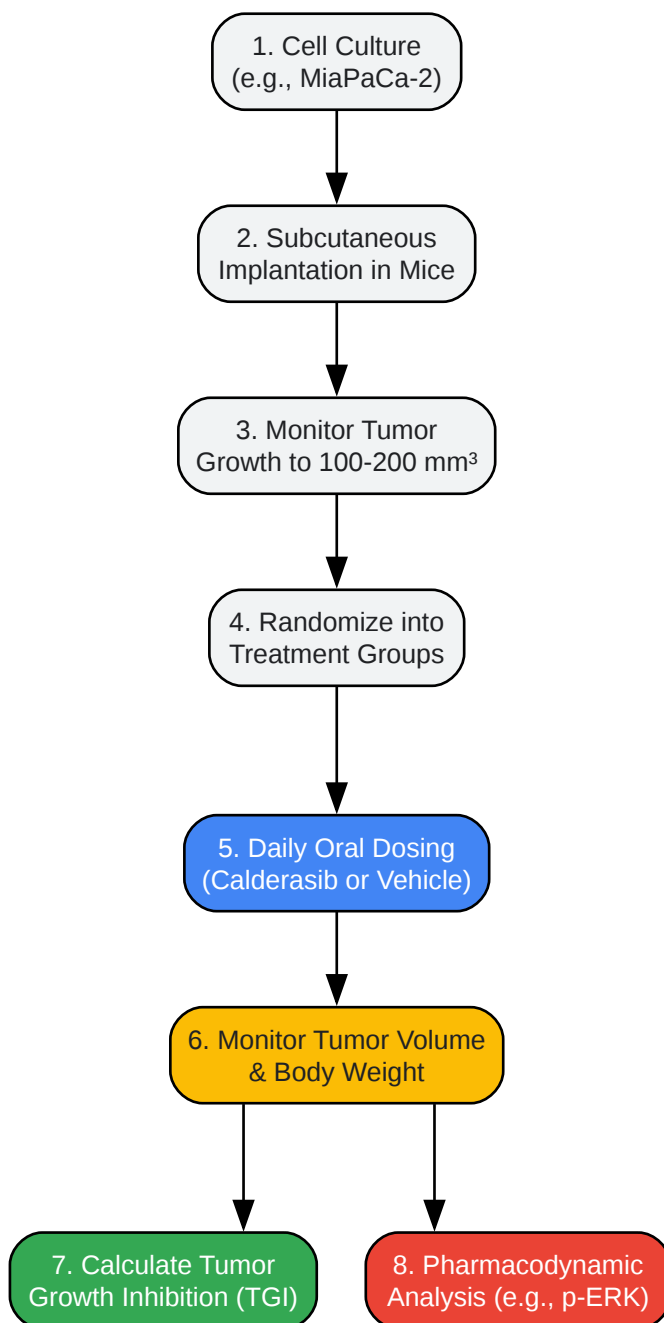 1. Cell Culture
(e.g., MiaPaCa-2)
2. Subcutaneous
Implantation in Mice
3. Monitor Tumor
Growth to 100-200 mm³
4. Randomize into
Treatment Groups
5. Daily Oral Dosing
(Calderasib or Vehicle)
6. Monitor Tumor Volume
& Body Weight
7. Calculate Tumor
Growth Inhibition (TGI)
8. Pharmacodynamic
Analysis (e.g., p-ERK)